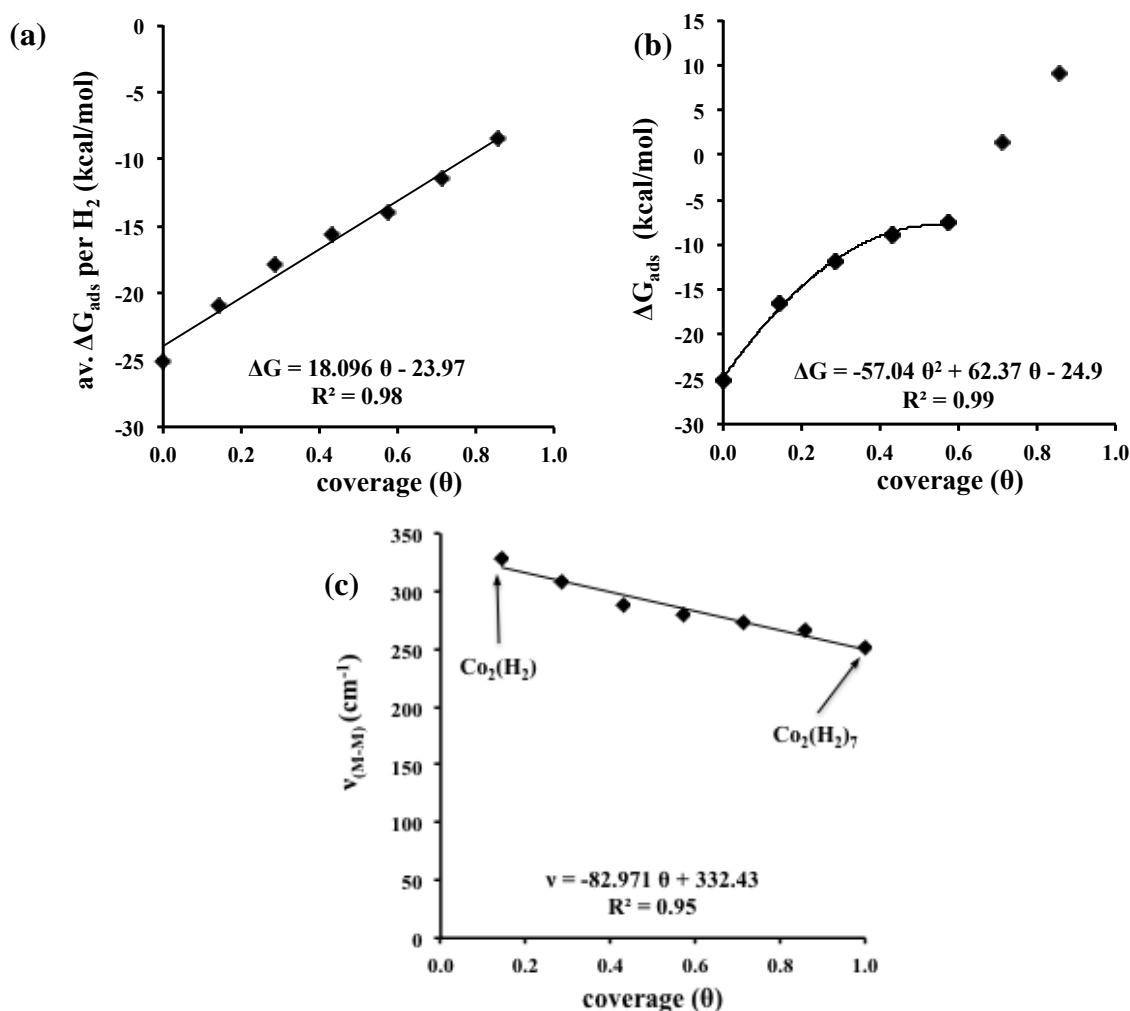 (a)
av. ΔG_ads per H₂ (kcal/mol)
0
-5
-10
-15
-20
-25
-30
ΔG = 18.096 θ - 23.97
R² = 0.98
0.0 0.2 0.4 0.6 0.8 1.0
coverage (θ)
(b)
ΔG_ads (kcal/mol)
15
10
5
0
-5
-10
-15
-20
-25
-30
ΔG = -57.04 θ² + 62.37 θ - 24.9
R² = 0.99
0.0 0.2 0.4 0.6 0.8 1.0
coverage (θ)
(c)
ν(M-M) (cm⁻¹)
350
300
250
200
150
100
50
0
Co₂(H₂)
Co₂(H₂)₇
ν = -82.971 θ + 332.43
R² = 0.95
0.0 0.2 0.4 0.6 0.8 1.0
coverage (θ)